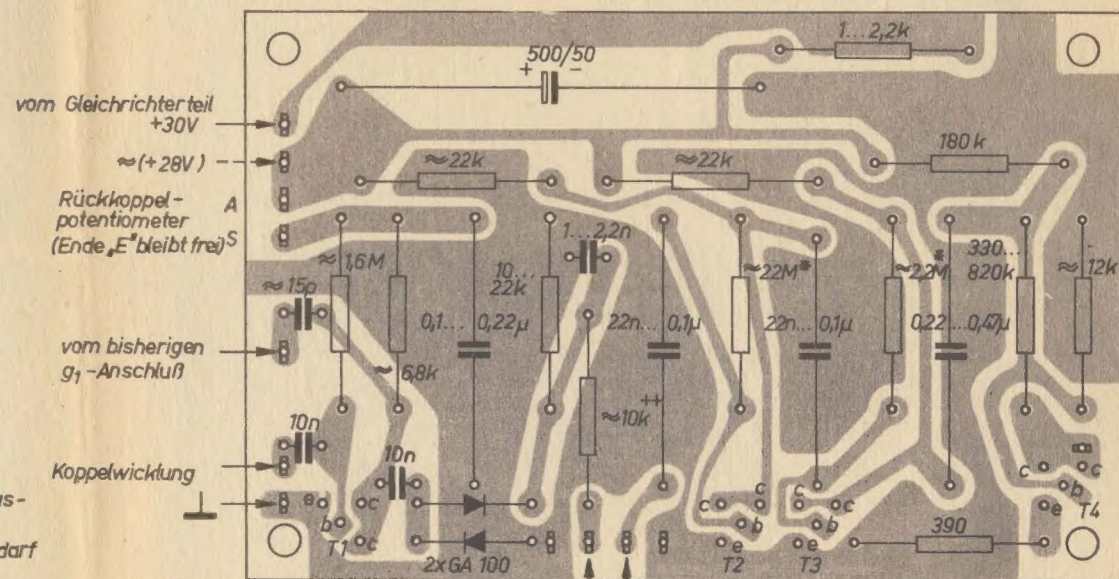 1...2,2k
500/50
+ −
vom Gleichrichterteil
+30V
≈(+28V)
≈22k
≈22k
180k
Rückkoppel-
potentiometer
(Ende „E" bleibt frei)
A
S
1...2,2n
≈1,6M
10...
22k
≈22M*
≈22M*
330...
820k
≈12k
≈15p
0,1... 0,22µ
22n... 0,1µ
22n... 0,1µ
0,22... 0,47µ
vom bisherigen
g₁-Anschluß
≈6,8k
≈10k ++
10n
10n
Koppelwicklung
e
b
c
c
T1
2xGA 100
c
c
b
e
T2
c
c
b
e
T3
390
c
c
b
e
T4
darf